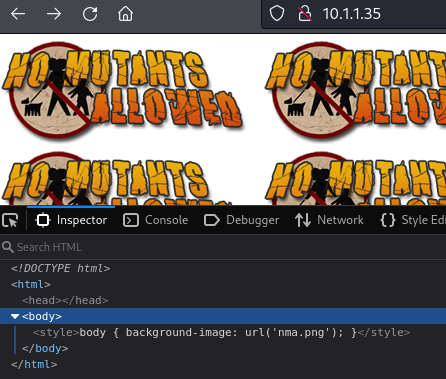 10.1.1.35
NO MUTANTS ALLOWED
NO MUTANTS ALLOWED
NO MUTANTS
NO MUTANTS
Inspector Console Debugger Network Style Edi
Search HTML
<!DOCTYPE html>
<html>
<head></head>
<body>
<style>body { background-image: url('nma.png'); }</style>
</body>
</html>